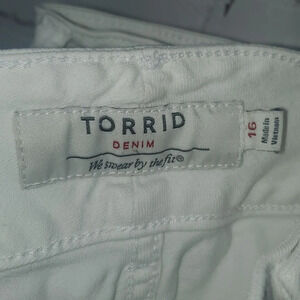 TORRID
DENIM
We swear by the fit®
16
Made in
Vietnam